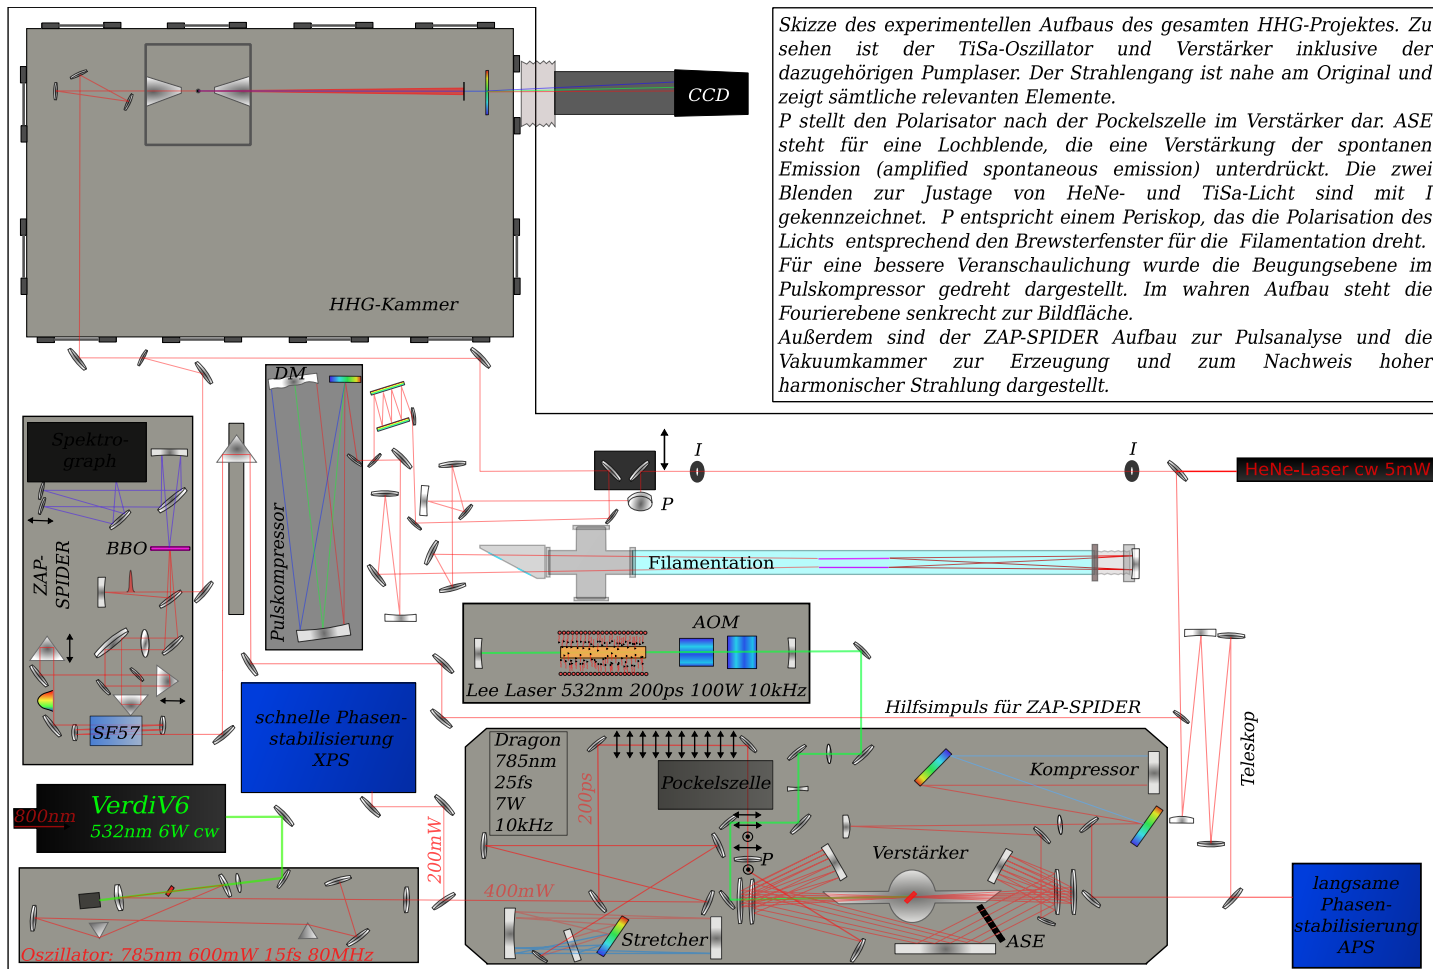 Skizze des experimentellen Aufbaus des gesamten HHG-Projektes. Zu
sehen ist der TiSa-Oszillator und Verstärker inklusive der
dazugehörigen Pumplaser. Der Strahlengang ist nahe am Original und
zeigt sämtliche relevanten Elemente.
P stellt den Polarisator nach der Pockelszelle im Verstärker dar. ASE
steht für eine Lochblende, die eine Verstärkung der spontanen
Emission (amplified spontaneous emission) unterdrückt. Die zwei
Blenden zur Justage von HeNe- und TiSa-Licht sind mit I
gekennzeichnet. P entspricht einem Periskop, das die Polarisation des
Lichts entsprechend den Brewsterfenster für die Filamentation dreht.
Für eine bessere Veranschaulichung wurde die Beugungsebene im
Pulskompressor gedreht dargestellt. Im wahren Aufbau steht die
Fourierebene senkrecht zur Bildfläche.
Außerdem sind der ZAP-SPIDER Aufbau zur Pulsanalyse und die
Vakuumkammer zur Erzeugung und zum Nachweis hoher
harmonischer Strahlung dargestellt.
CCD
HHG-Kammer
DM
Pulskompressor
Spektro-
graph
BBO
ZAP-
SPIDER
SF57
I
I
P
HeNe-Laser cw 5mW
Filamentation
AOM
Lee Laser 532nm 200ps 100W 10kHz
schnelle Phasen-
stabilisierung
XPS
Hilfsimpuls für ZAP-SPIDER
Teleskop
Dragon
785nm
25fs
7W
10kHz
200ps
Pockelszelle
Kompressor
P
Verstärker
800nm
VerdiV6
532nm 6W cw
200mW
400mW
Stretcher
ASE
Oszillator: 785nm 600mW 15fs 80MHz
langsame
Phasen-
stabilisierung
APS